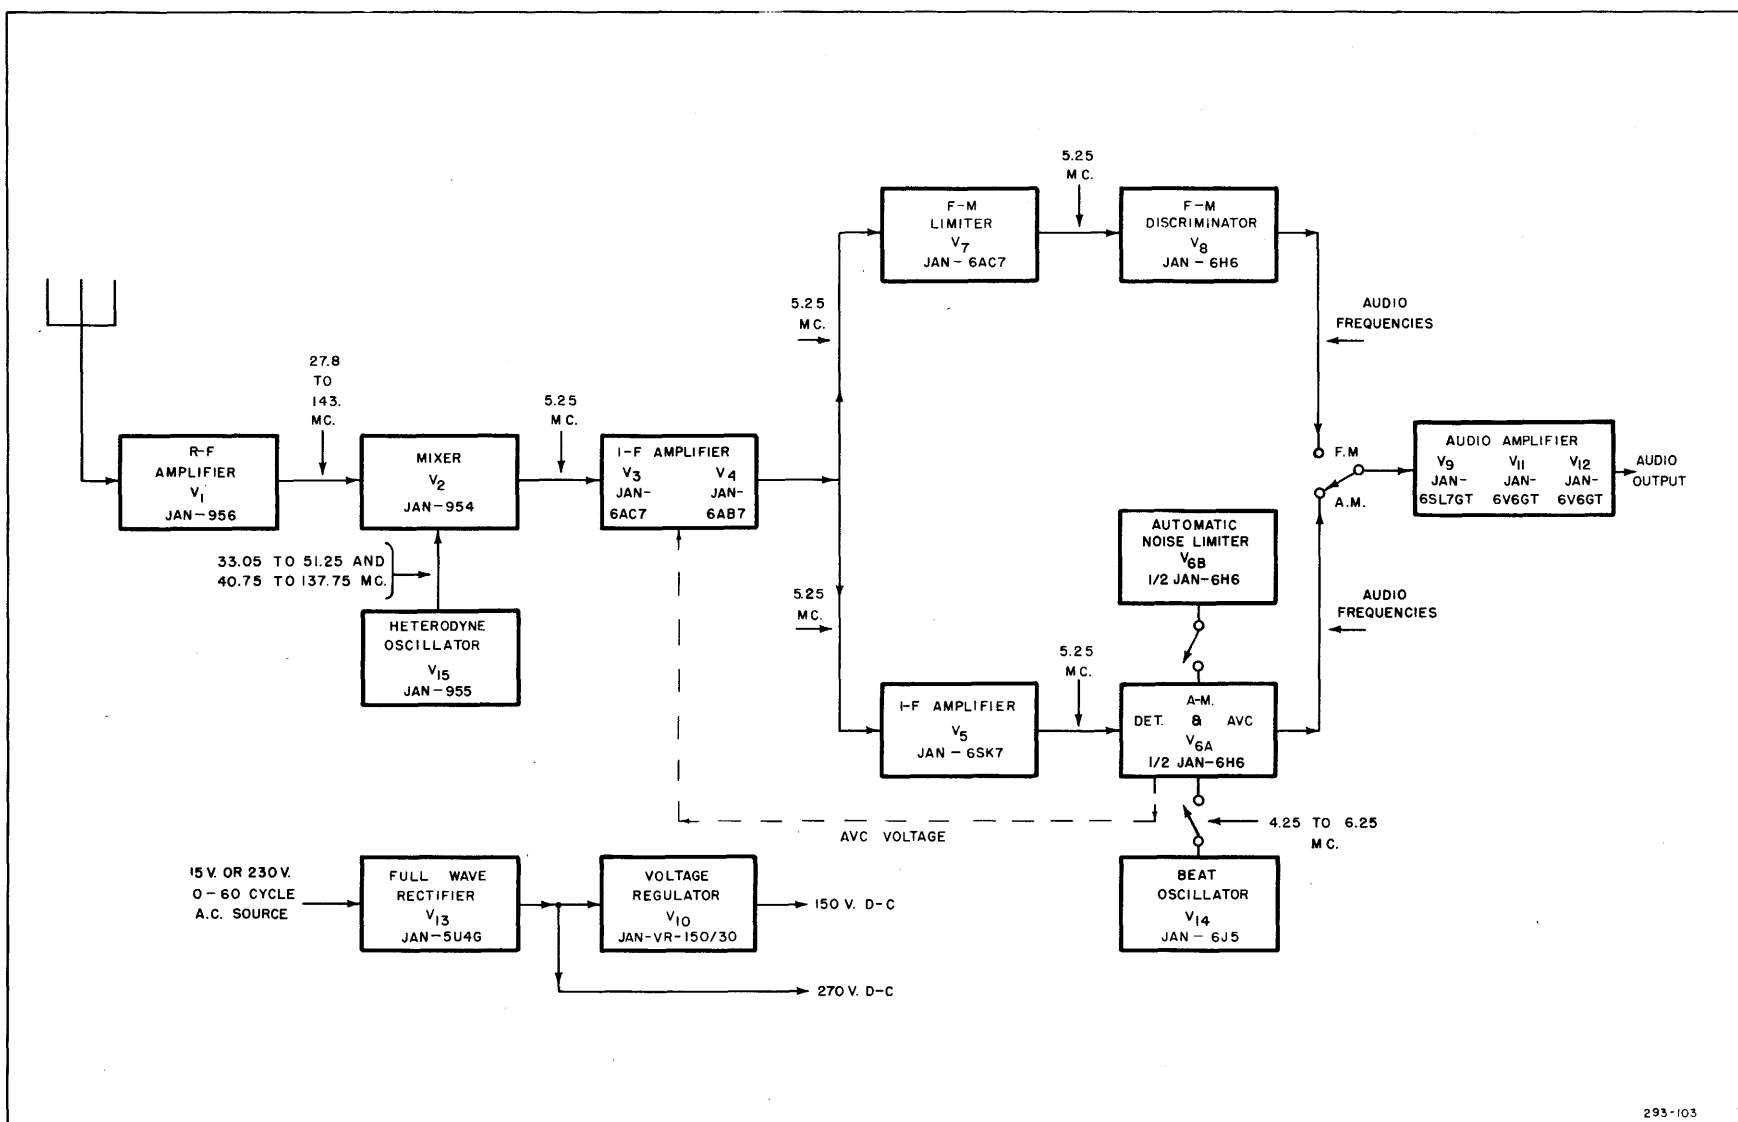 5.25
MC.
F-M
LIMITER
V7
JAN-6AC7
F-M
DISCRIMINATOR
V8
JAN-6H6
5.25
MC.
AUDIO
FREQUENCIES
27.8
TO
143.
MC.
5.25
MC.
R-F
AMPLIFIER
V1
JAN-956
MIXER
V2
JAN-954
I-F AMPLIFIER
V3 V4
JAN- JAN-
6AC7 6AB7
F.M
A.M.
AUDIO AMPLIFIER
V9 V11 V12
JAN- JAN- JAN-
6SL7GT 6V6GT 6V6GT
AUDIO
OUTPUT
33.05 TO 51.25 AND
40.75 TO 137.75 MC.
AUTOMATIC
NOISE LIMITER
V6B
1/2 JAN-6H6
5.25
MC.
AUDIO
FREQUENCIES
HETERODYNE
OSCILLATOR
V15
JAN-955
5.25
MC.
I-F AMPLIFIER
V5
JAN-6SK7
A-M.
DET. & AVC
V6A
1/2 JAN-6H6
AVC VOLTAGE
4.25 TO 6.25
MC.
15V. OR 230V.
0-60 CYCLE
A.C. SOURCE
FULL WAVE
RECTIFIER
V13
JAN-5U4G
VOLTAGE
REGULATOR
V10
JAN-VR-150/30
150 V. D-C
BEAT
OSCILLATOR
V14
JAN-6J5
270 V. D-C
293-103